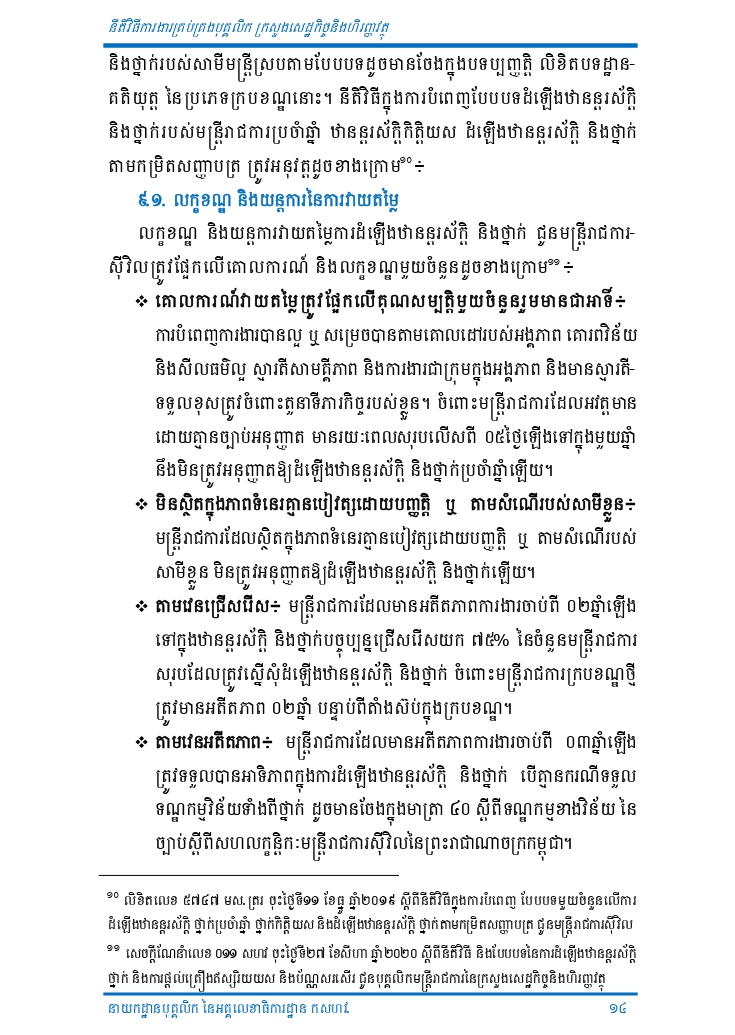 នីតិវិធីការងារគ្រប់គ្រងបុគ្គលិក ក្រសួងសេដ្ឋកិច្ចនិងហិរញ្ញវត្ថុ
និងថ្នាក់របស់សាមីមន្ត្រីស្របតាមបែបបទដូចមានចែងក្នុងបទប្បញ្ញត្តិ លិខិតបទដ្ឋាន-
គតិយុត្ត នៃប្រភេទក្របខណ្ឌនោះ។ នីតិវិធីក្នុងការបំពេញបែបបទដំឡើងឋានន្តរស័ក្តិ
និងថ្នាក់របស់មន្ត្រីរាជការប្រចាំឆ្នាំ ឋានន្តរស័ក្តិកិត្តិយស ដំឡើងឋានន្តរស័ក្តិ និងថ្នាក់
តាមកម្រិតសញ្ញាបត្រ ត្រូវអនុវត្តដូចខាងក្រោម១០៖
៩.១. លក្ខខណ្ឌ និងយន្តការនៃការវាយតម្លៃ
លក្ខខណ្ឌ និងយន្តការវាយតម្លៃការដំឡើងឋានន្តរស័ក្តិ និងថ្នាក់ ជូនមន្ត្រីរាជការ-
ស៊ីវិលត្រូវផ្អែកលើគោលការណ៍ និងលក្ខខណ្ឌមួយចំនួនដូចខាងក្រោម១១៖
❖ គោលការណ៍វាយតម្លៃត្រូវផ្អែកលើគុណសម្បត្តិមួយចំនួនរួមមានជាអាទិ៍៖
ការបំពេញការងារបានល្អ ឬ សម្រេចបានតាមគោលដៅរបស់អង្គភាព គោរពវិន័យ
និងសីលធម៌ល្អ ស្មារតីសាមគ្គីភាព និងការងារជាក្រុមក្នុងអង្គភាព និងមានស្មារតី-
ទទួលខុសត្រូវចំពោះតួនាទីភារកិច្ចរបស់ខ្លួន។ ចំពោះមន្ត្រីរាជការដែលអវត្តមាន
ដោយគ្មានច្បាប់អនុញ្ញាត មានរយៈពេលសរុបលើសពី ០៥ថ្ងៃឡើងទៅក្នុងមួយឆ្នាំ
នឹងមិនត្រូវអនុញ្ញាតឱ្យដំឡើងឋានន្តរស័ក្តិ និងថ្នាក់ប្រចាំឆ្នាំឡើយ។
❖ មិនស្ថិតក្នុងភាពទំនេរគ្មានបៀវត្សដោយបញ្ញត្តិ ឬ តាមសំណើរបស់សាមីខ្លួន៖
មន្ត្រីរាជការដែលស្ថិតក្នុងភាពទំនេរគ្មានបៀវត្សដោយបញ្ញត្តិ ឬ តាមសំណើរបស់
សាមីខ្លួន មិនត្រូវអនុញ្ញាតឱ្យដំឡើងឋានន្តរស័ក្តិ និងថ្នាក់ឡើយ។
❖ តាមវេនជ្រើសរើស៖ មន្ត្រីរាជការដែលមានអតីតភាពការងារចាប់ពី ០២ឆ្នាំឡើង
ទៅក្នុងឋានន្តរស័ក្តិ និងថ្នាក់បច្ចុប្បន្នជ្រើសរើសយក ៧៥% នៃចំនួនមន្ត្រីរាជការ
សរុបដែលត្រូវស្នើសុំដំឡើងឋានន្តរស័ក្តិ និងថ្នាក់ ចំពោះមន្ត្រីរាជការក្របខណ្ឌថ្មី
ត្រូវមានអតីតភាព ០២ឆ្នាំ បន្ទាប់ពីតាំងស៊ប់ក្នុងក្របខណ្ឌ។
❖ តាមវេនអតីតភាព៖ មន្ត្រីរាជការដែលមានអតីតភាពការងារចាប់ពី ០៣ឆ្នាំឡើង
ត្រូវទទួលបានអាទិភាពក្នុងការដំឡើងឋានន្តរស័ក្តិ និងថ្នាក់ បើគ្មានករណីទទួល
ទណ្ឌកម្មវិន័យទាំងពីថ្នាក់ ដូចមានចែងក្នុងមាត្រា ៤០ ស្តីពីទណ្ឌកម្មខាងវិន័យ នៃ
ច្បាប់ស្តីពីសហលក្ខន្តិកៈមន្ត្រីរាជការស៊ីវិលនៃព្រះរាជាណាចក្រកម្ពុជា។
១០ លិខិតលេខ ៥៧៤៧ មស.ត្រវ ចុះថ្ងៃទី១១ ខែធ្នូ ឆ្នាំ២០១៩ ស្តីពីនីតិវិធីក្នុងការបំពេញ បែបបទមួយចំនួនលើការ
ដំឡើងឋានន្តរស័ក្តិ ថ្នាក់ប្រចាំឆ្នាំ ថ្នាក់កិត្តិយស និងដំឡើងឋានន្តរស័ក្តិ ថ្នាក់តាមកម្រិតសញ្ញាបត្រ ជូនមន្ត្រីរាជការស៊ីវិល
១១ សេចក្តីណែនាំលេខ ០១១ សហវ ចុះថ្ងៃទី២៧ ខែសីហា ឆ្នាំ២០២០ ស្តីពីនីតិវិធី និងបែបបទនៃការដំឡើងឋានន្តរស័ក្តិ
ថ្នាក់ និងការផ្តល់គ្រឿងឥស្សរិយយស និងប័ណ្ណសរសើរ ជូនបុគ្គលិកមន្ត្រីរាជការនៃក្រសួងសេដ្ឋកិច្ចនិងហិរញ្ញវត្ថុ
នាយកដ្ឋានបុគ្គលិក នៃអគ្គលេខាធិការដ្ឋាន កសហវ. ១៤